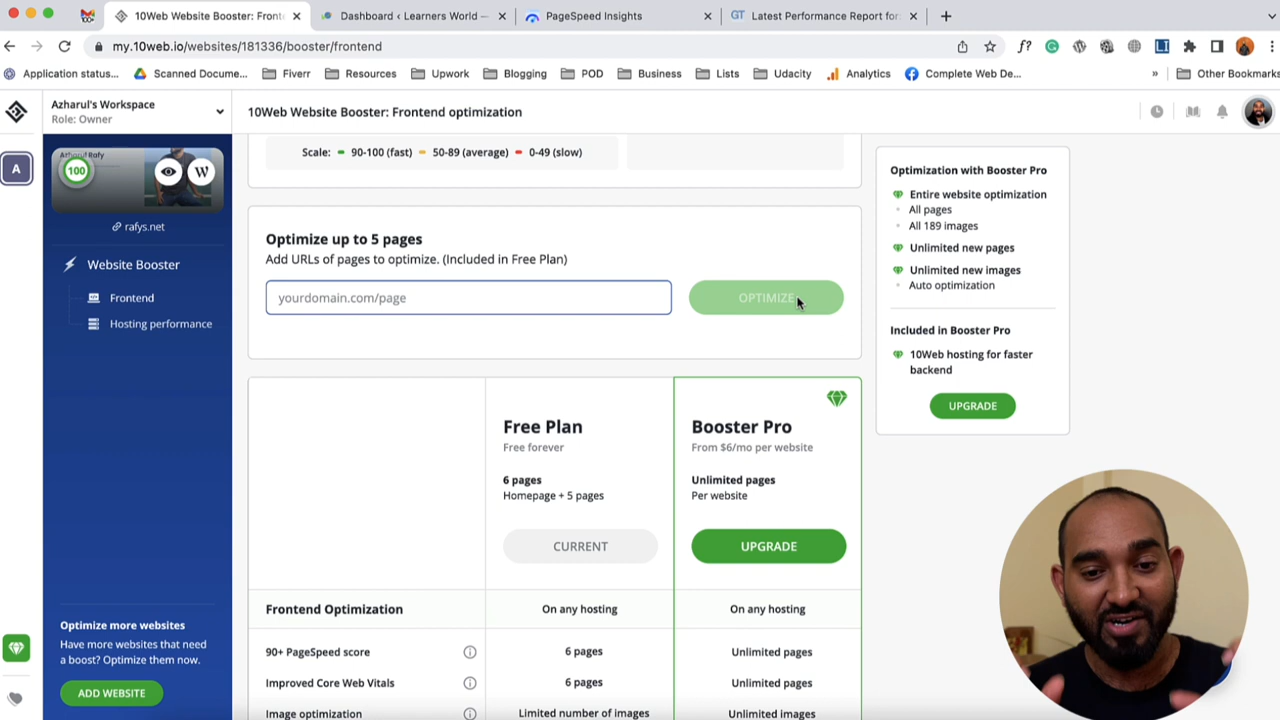 10Web Website Booster: Front
Dashboard ‹ Learners World —
PageSpeed Insights
GT Latest Performance Report for:
my.10web.io/websites/181336/booster/frontend
Application status...
Scanned Docume...
Fiverr
Resources
Upwork
Blogging
POD
Business
Lists
Udacity
Analytics
Complete Web De...
»
Other Bookmarks
Azharul's Workspace
Role: Owner
10Web Website Booster: Frontend optimization
A
Azharul Rafy
100
rafys.net
Website Booster
Frontend
Hosting performance
Optimize more websites
Have more websites that need
a boost? Optimize them now.
ADD WEBSITE
Scale: 90-100 (fast) 50-89 (average) 0-49 (slow)
Optimize up to 5 pages
Add URLs of pages to optimize. (Included in Free Plan)
yourdomain.com/page
OPTIMIZE
Free Plan
Free forever
6 pages
Homepage + 5 pages
CURRENT
Booster Pro
From $6/mo per website
Unlimited pages
Per website
UPGRADE
Frontend Optimization
On any hosting
On any hosting
90+ PageSpeed score
6 pages
Unlimited pages
Improved Core Web Vitals
6 pages
Unlimited pages
Image optimization
Limited number of images
Unlimited images
Optimization with Booster Pro
Entire website optimization
All pages
All 189 images
Unlimited new pages
Unlimited new images
Auto optimization
Included in Booster Pro
10Web hosting for faster
backend
UPGRADE